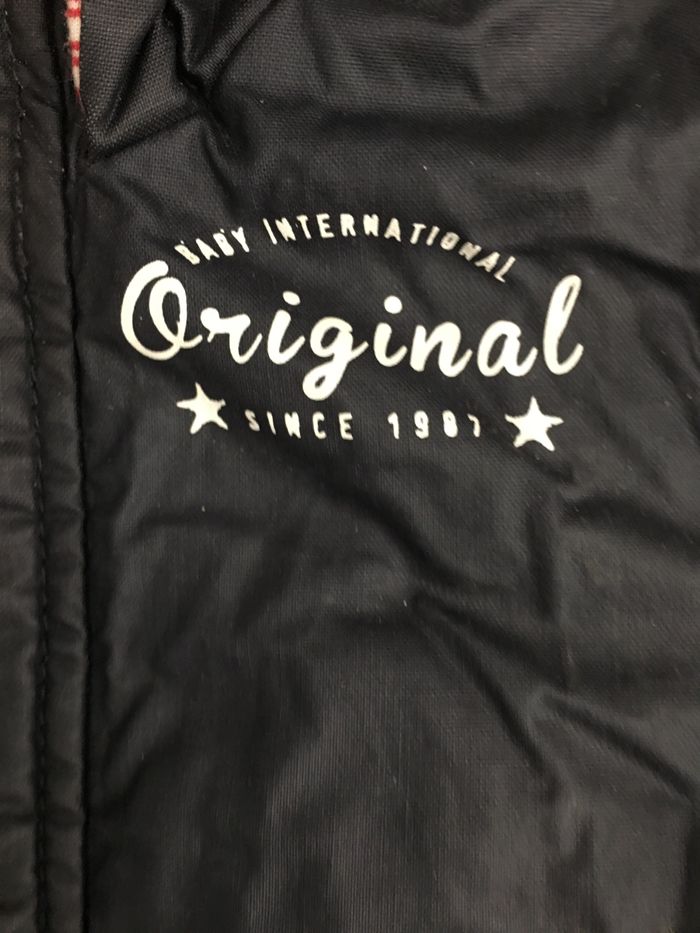 BABY INTERNATIONAL
Original
SINCE 1987